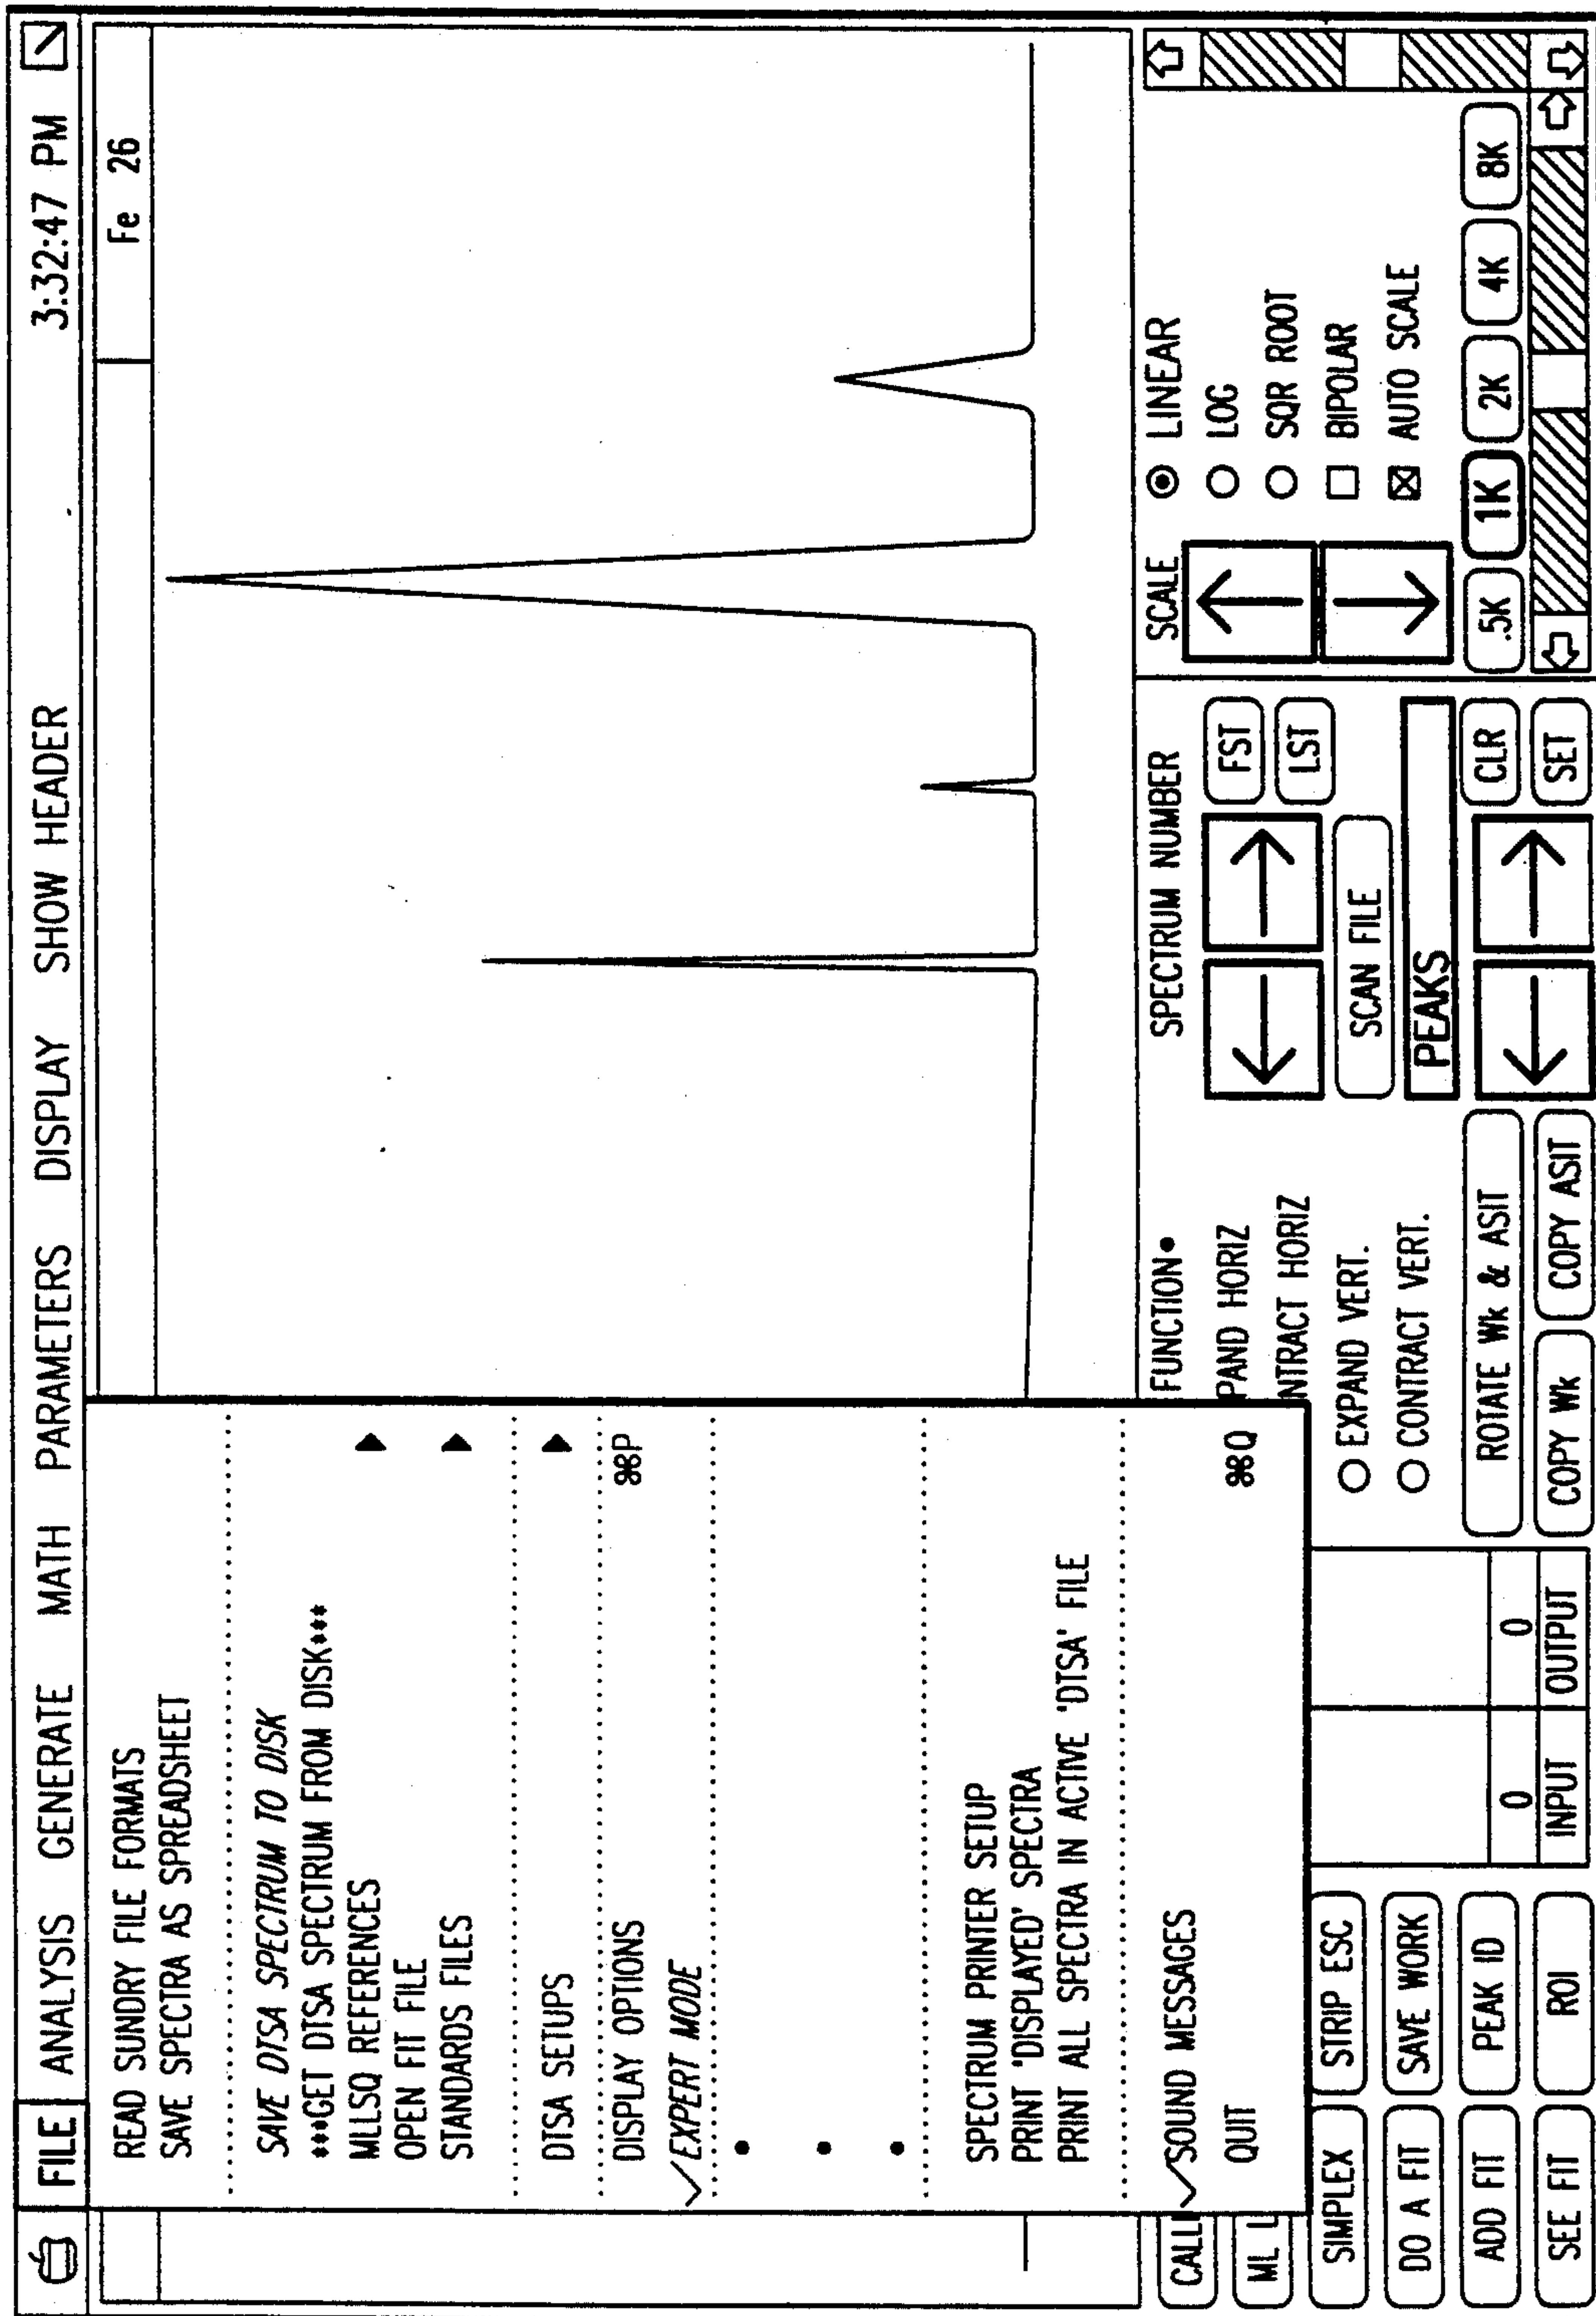 FILE ANALYSIS GENERATE MATH PARAMETERS DISPLAY SHOW HEADER 3:32:47 PM
Fe 26
READ SUNDRY FILE FORMATS
SAVE SPECTRA AS SPREADSHEET
SAVE DTSA SPECTRUM TO DISK
***GET DTSA SPECTRUM FROM DISK***
MLLSQ REFERENCES
OPEN FIT FILE
STANDARDS FILES
DTSA SETUPS
DISPLAY OPTIONS ⌘P
✓EXPERT MODE
SPECTRUM PRINTER SETUP
PRINT 'DISPLAYED' SPECTRA
PRINT ALL SPECTRA IN ACTIVE 'DTSA' FILE
✓SOUND MESSAGES
QUIT ⌘Q
CALI
ML L
SIMPLEX STRIP ESC
DO A FIT SAVE WORK
ADD FIT PEAK ID
SEE FIT ROI
0 0
INPUT OUTPUT
FUNCTION•
PAND HORIZ
NTRACT HORIZ
EXPAND VERT.
CONTRACT VERT.
ROTATE Wk & ASIT
COPY Wk COPY ASIT
SPECTRUM NUMBER
FST
LST
SCAN FILE
PEAKS
CLR
SET
SCALE
LINEAR
LOG
SQR ROOT
BIPOLAR
AUTO SCALE
.5K 1K 2K 4K 8K